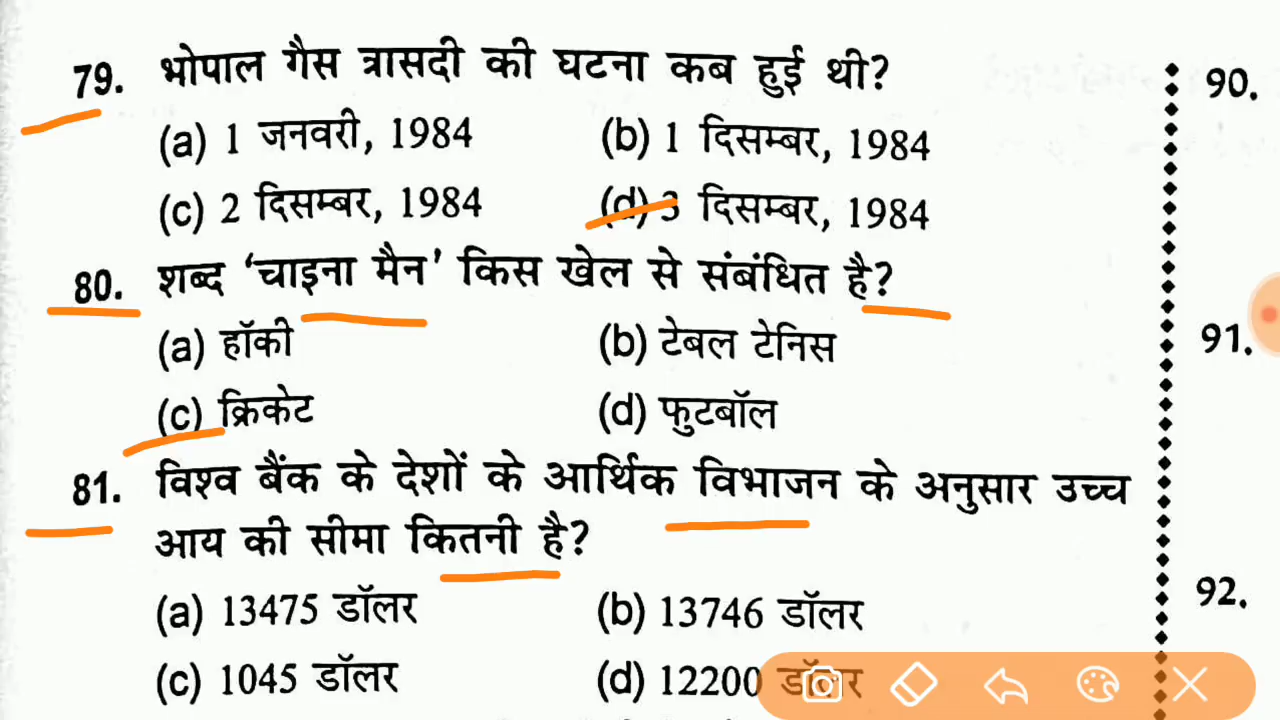 79. भोपाल गैस त्रासदी की घटना कब हुई थी?
(a) 1 जनवरी, 1984 (b) 1 दिसम्बर, 1984
(c) 2 दिसम्बर, 1984 (d) 3 दिसम्बर, 1984
80. शब्द ‘चाइना मैन’ किस खेल से संबंधित है?
(a) हॉकी (b) टेबल टेनिस
(c) क्रिकेट (d) फुटबॉल
81. विश्व बैंक के देशों के आर्थिक विभाजन के अनुसार उच्च
आय की सीमा कितनी है?
(a) 13475 डॉलर (b) 13746 डॉलर
(c) 1045 डॉलर (d) 12200 डॉलर
90.
91.
92.